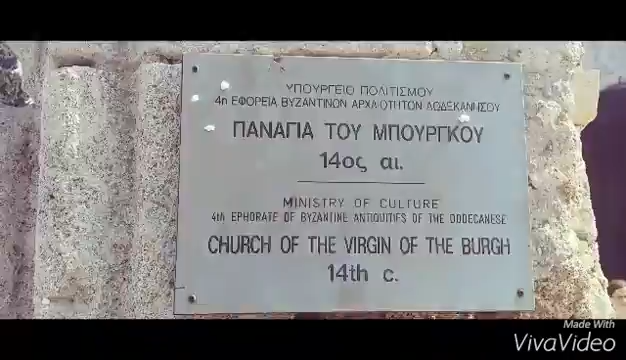 ΥΠΟΥΡΓΕΙΟ ΠΟΛΙΤΙΣΜΟΥ
4η ΕΦΟΡΕΙΑ ΒΥΖΑΝΤΙΝΩΝ ΑΡΧΑΙΟΤΗΤΩΝ ΔΩΔΕΚΑΝΗΣΟΥ
ΠΑΝΑΓΙΑ ΤΟΥ ΜΠΟΥΡΓΚΟΥ
14ος αι.
MINISTRY OF CULTURE
4th EPHORATE OF BYZANTINE ANTIQUITIES OF THE DODECANESE
CHURCH OF THE VIRGIN OF THE BURGH
14th c.
Made With
VivaVideo